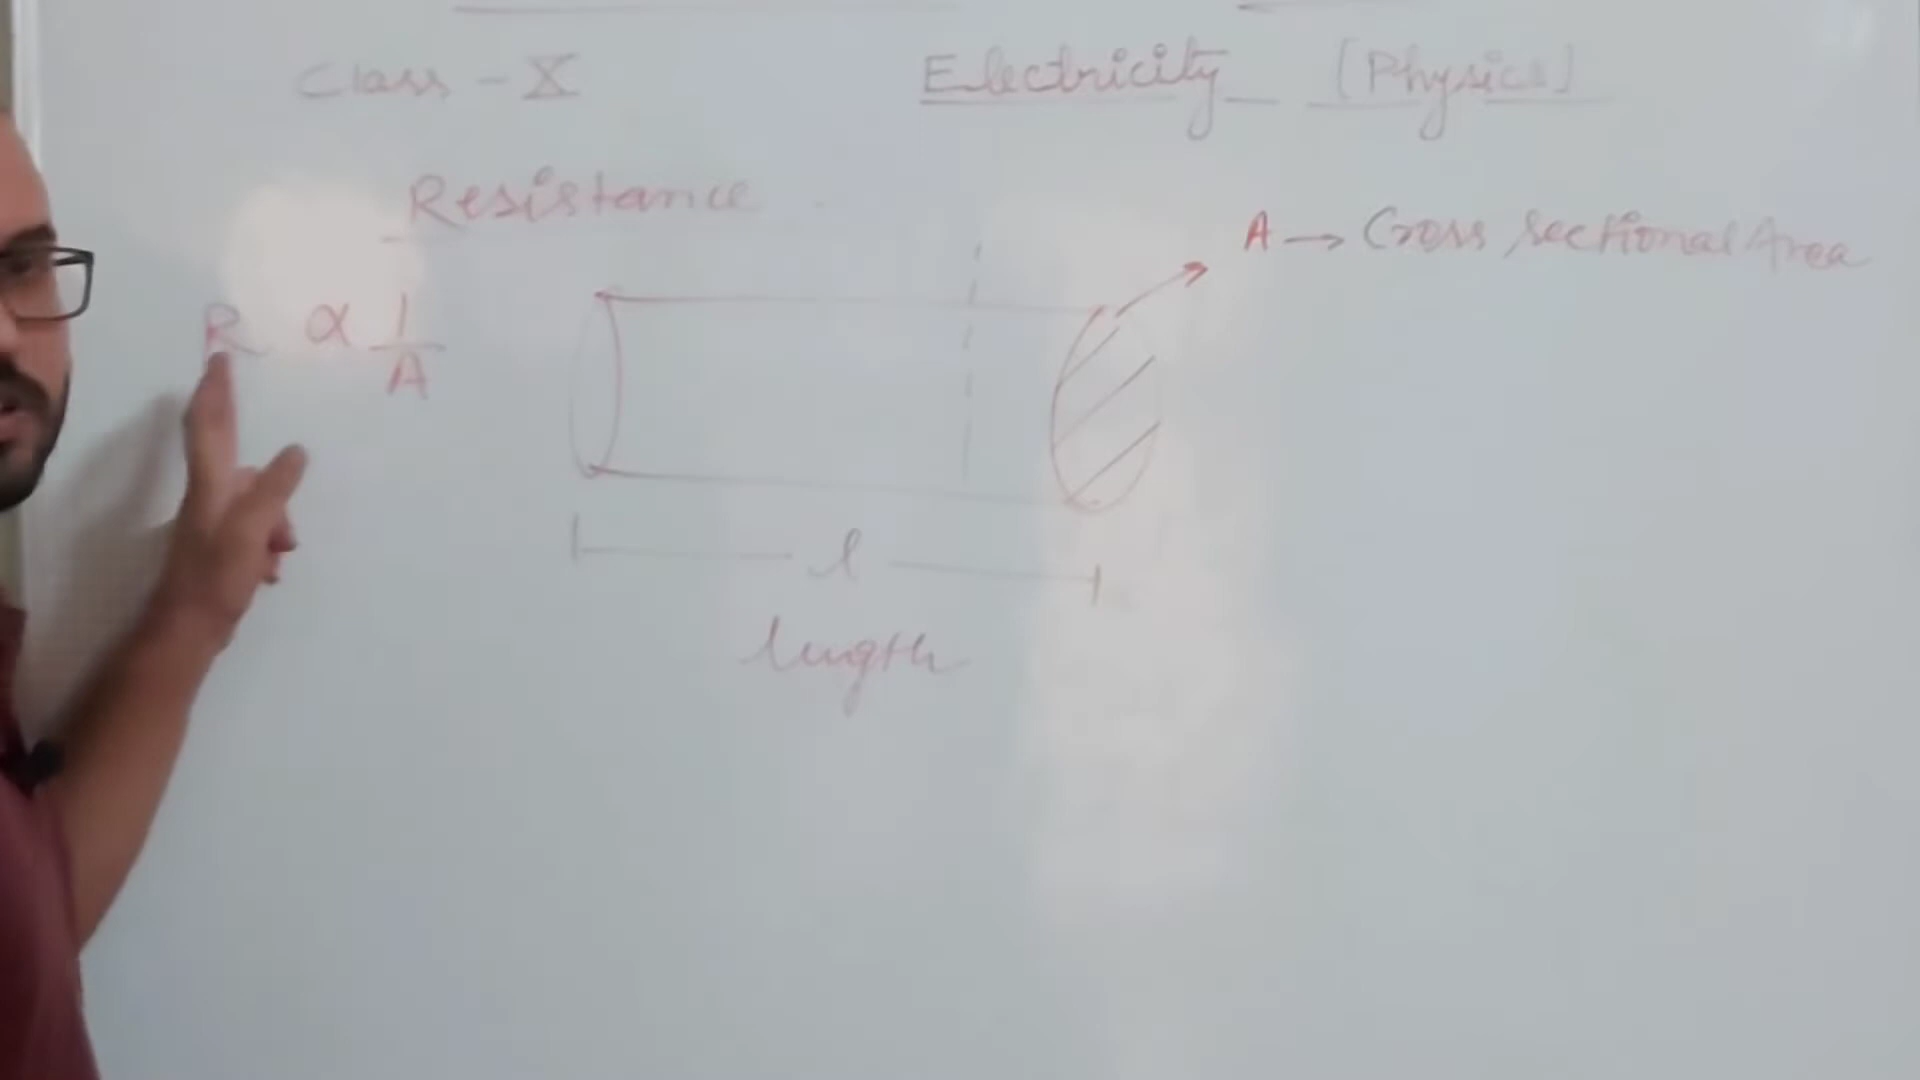 Class - X Electricity [Physics]
Resistance
A → Cross sectional Area
R ∝ 1/A
l
length